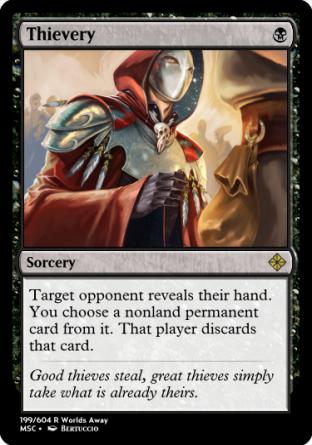 Thievery
Sorcery
Target opponent reveals their hand.
You choose a nonland permanent
card from it. That player discards
that card.
Good thieves steal, great thieves simply
take what is already theirs.
199/604 R Worlds Away
MSC • Bertuccio